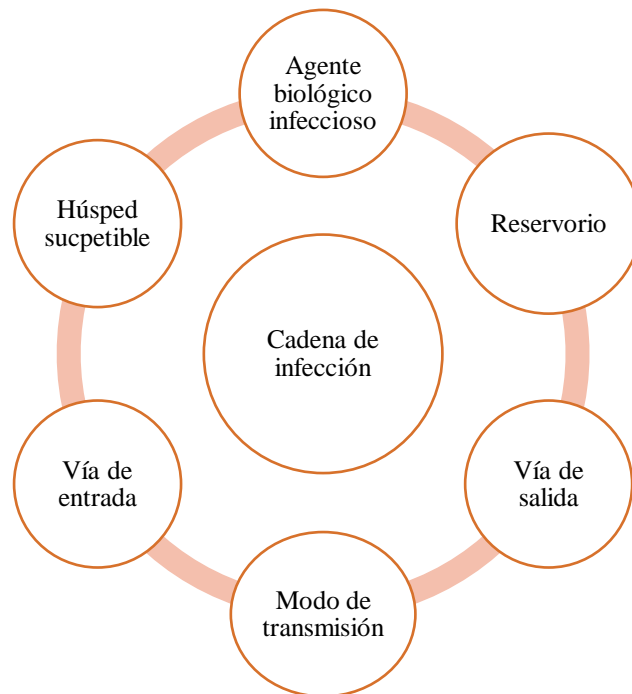 Agente
biológico
infeccioso
Reservorio
Vía de
salida
Modo de
transmisión
Vía de
entrada
Húsped
sucpetible
Cadena de
infección